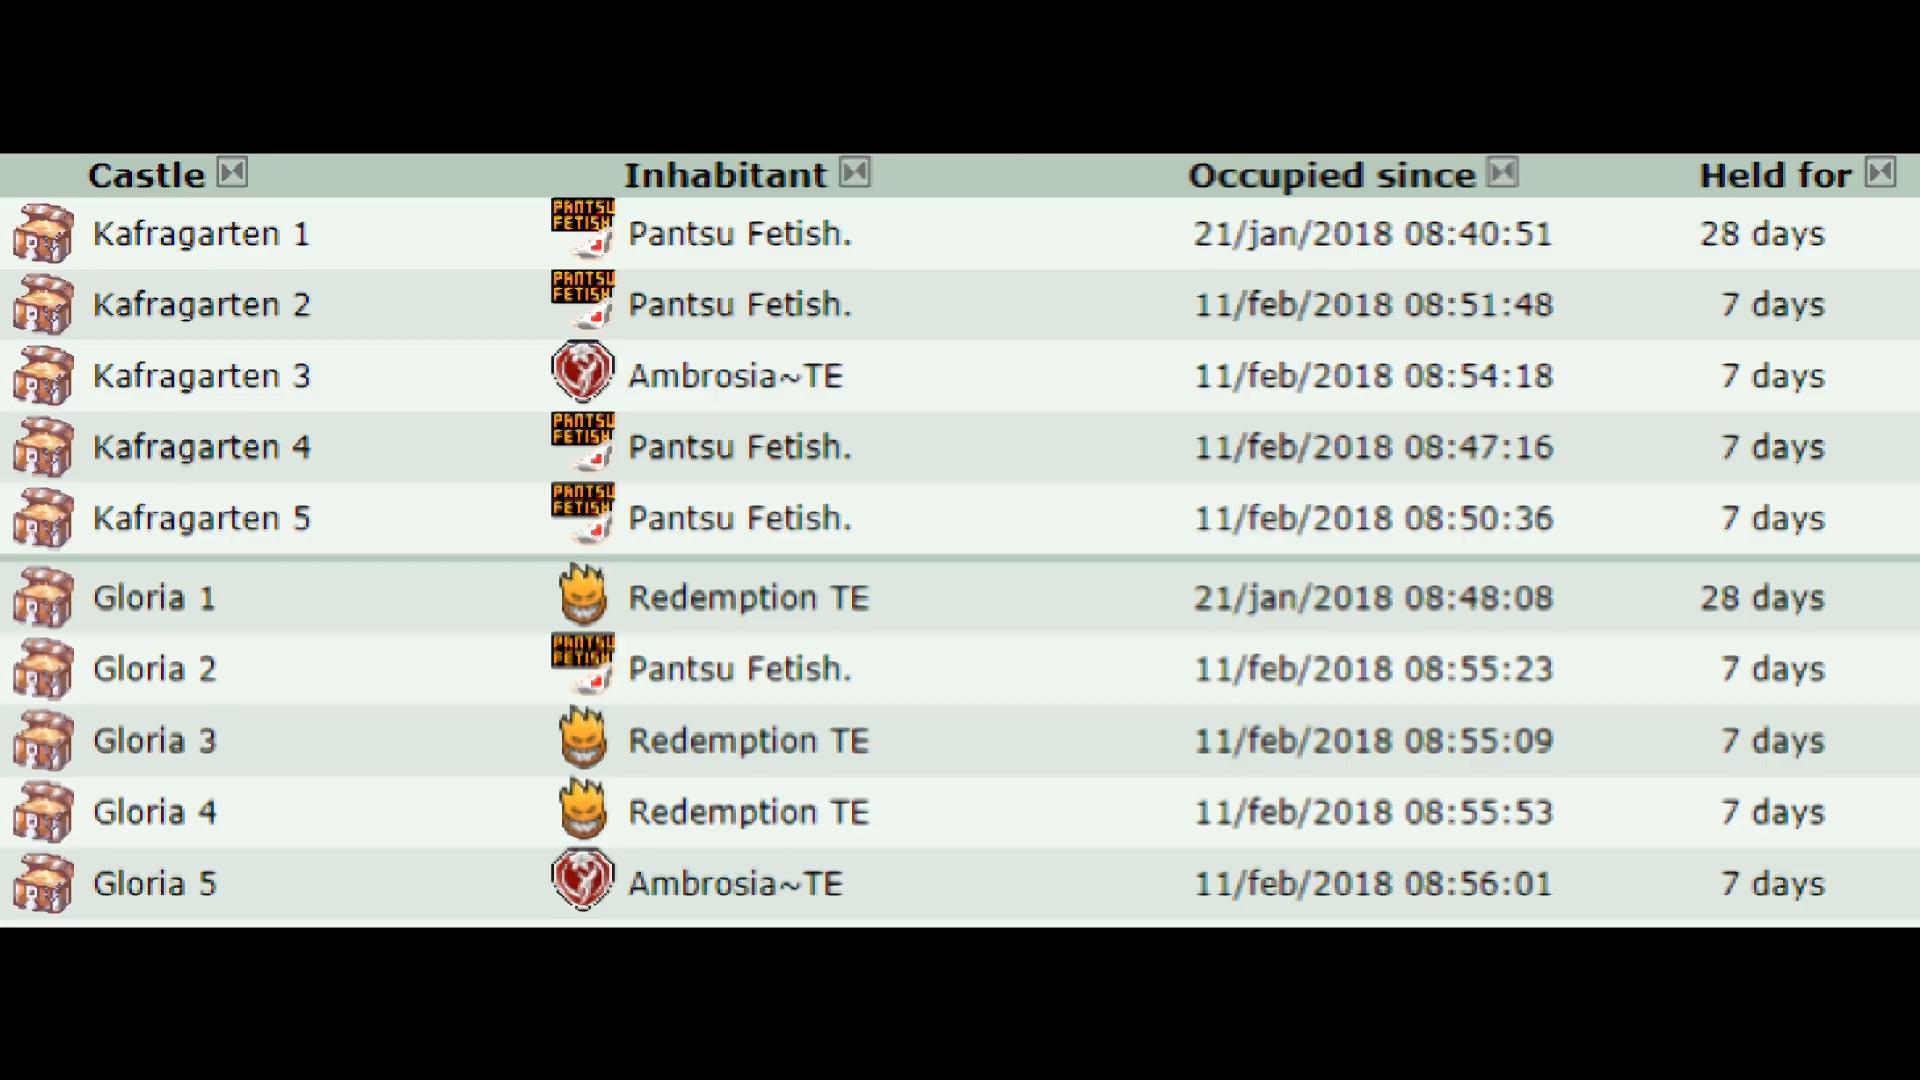 Castle Inhabitant Occupied since Held for
Kafragarten 1 PANTSU FETISH Pantsu Fetish. 21/jan/2018 08:40:51 28 days
Kafragarten 2 PANTSU FETISH Pantsu Fetish. 11/feb/2018 08:51:48 7 days
Kafragarten 3 Ambrosia~TE 11/feb/2018 08:54:18 7 days
Kafragarten 4 PANTSU FETISH Pantsu Fetish. 11/feb/2018 08:47:16 7 days
Kafragarten 5 PANTSU FETISH Pantsu Fetish. 11/feb/2018 08:50:36 7 days
Gloria 1 Redemption TE 21/jan/2018 08:48:08 28 days
Gloria 2 PANTSU FETISH Pantsu Fetish. 11/feb/2018 08:55:23 7 days
Gloria 3 Redemption TE 11/feb/2018 08:55:09 7 days
Gloria 4 Redemption TE 11/feb/2018 08:55:53 7 days
Gloria 5 Ambrosia~TE 11/feb/2018 08:56:01 7 days